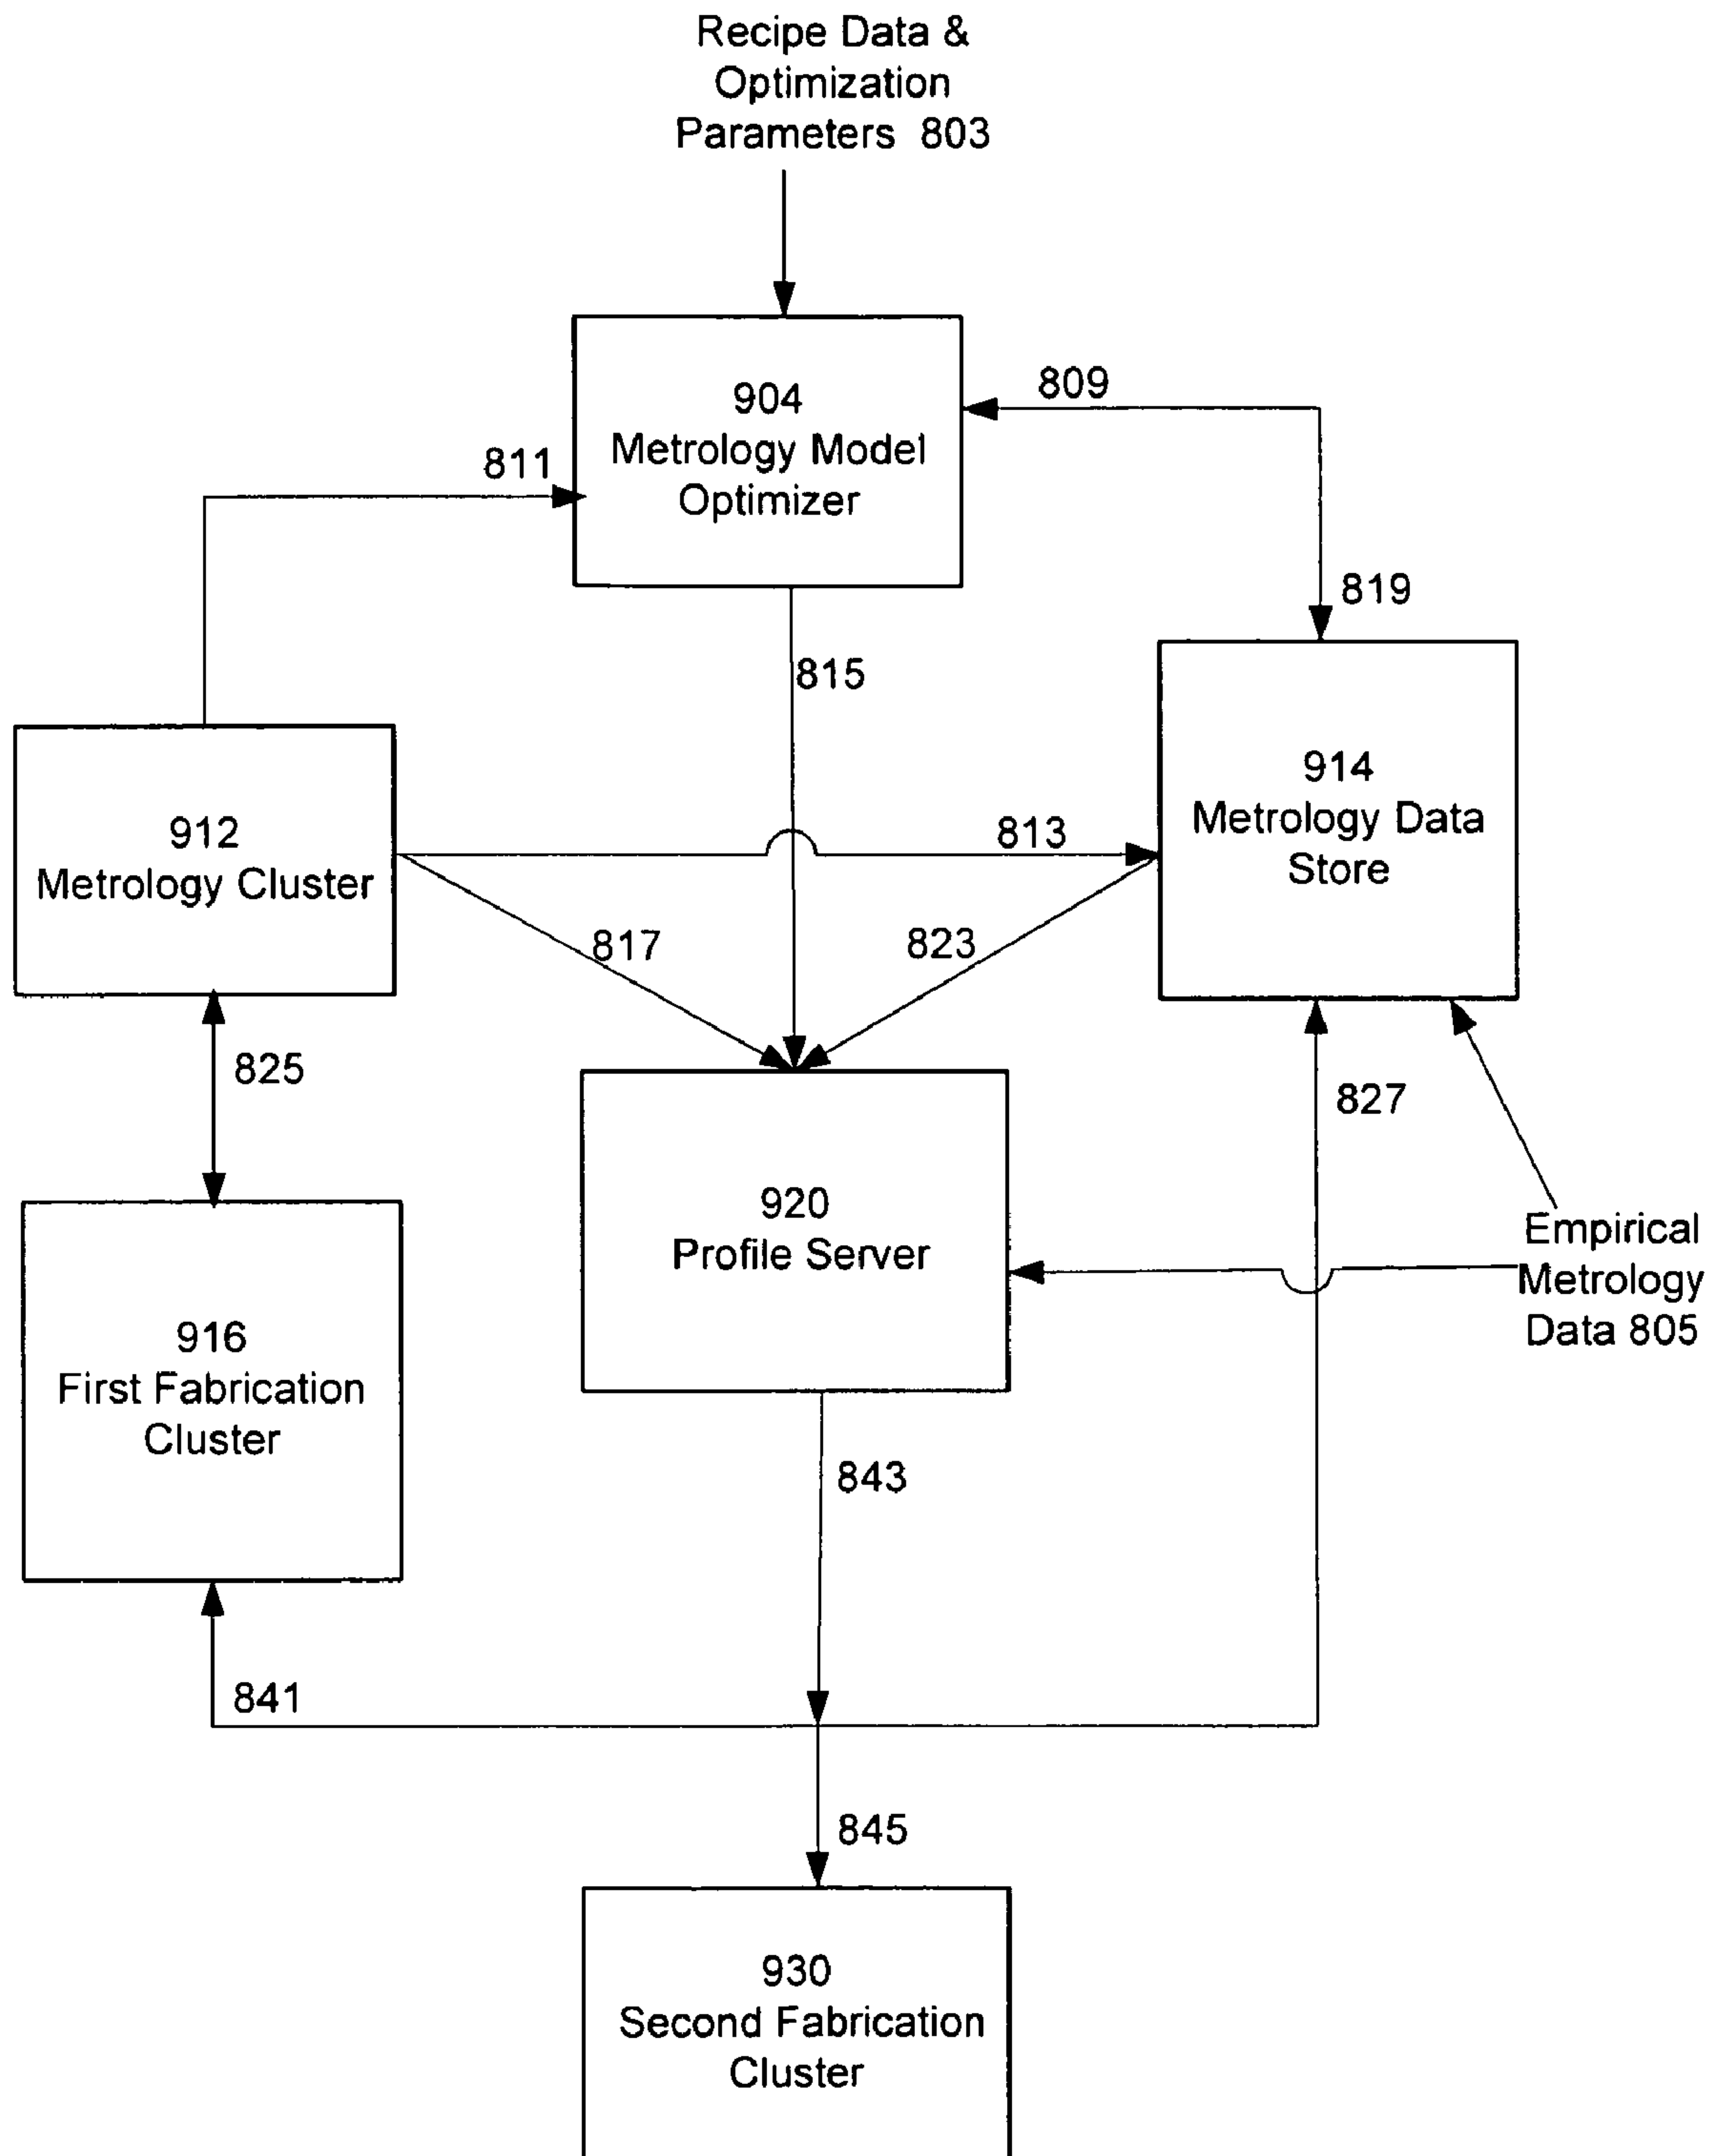 Recipe Data &
Optimization
Parameters 803
904
Metrology Model
Optimizer
809
811
819
815
914
Metrology Data
Store
912
Metrology Cluster
813
817
823
825
827
920
Profile Server
Empirical
Metrology
Data 805
916
First Fabrication
Cluster
843
841
845
930
Second Fabrication
Cluster